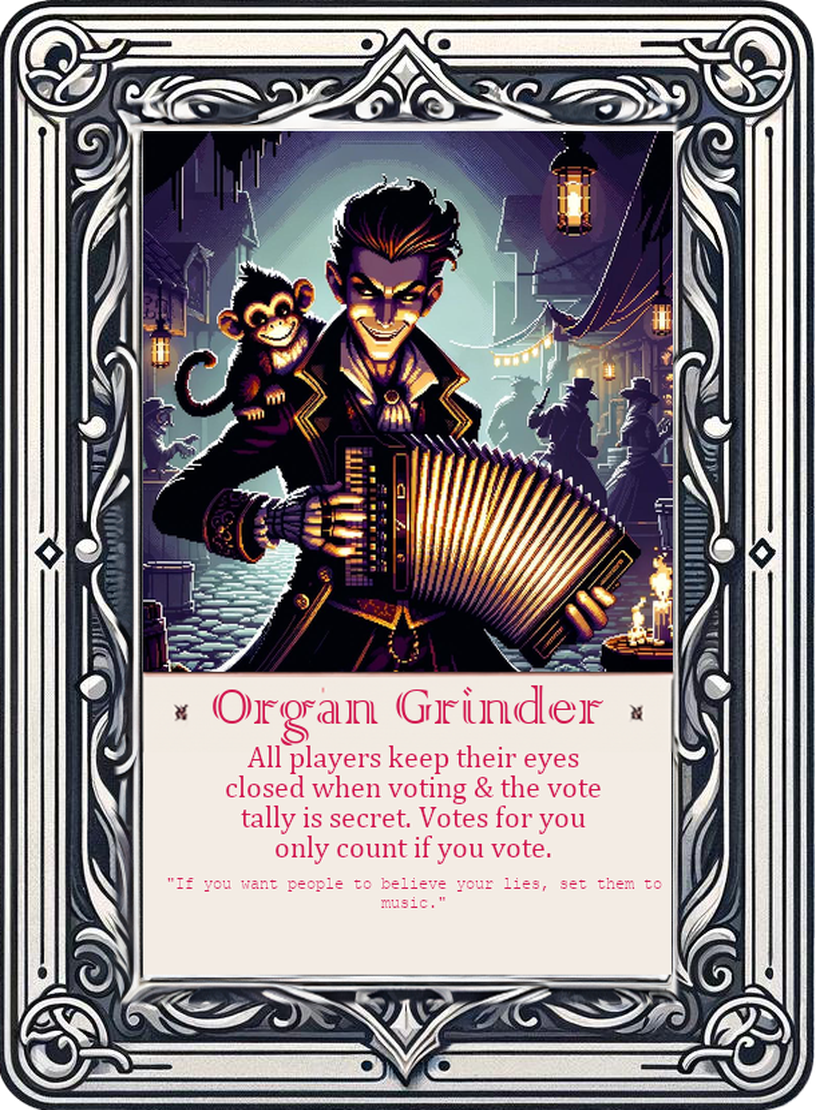 Organ Grinder
All players keep their eyes
closed when voting & the vote
tally is secret. Votes for you
only count if you vote.
"If you want people to believe your lies, set them to
music."